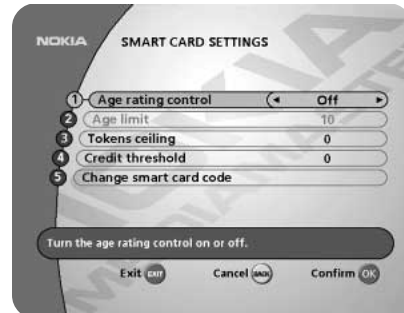 NOKIA SMART CARD SETTINGS
1 Age rating control Off
2 Age limit 10
3 Tokens ceiling 0
4 Credit threshold 0
5 Change smart card code
Turn the age rating control on or off.
Exit EXIT Cancel BACK Confirm OK
NOKIA
MEDIAMASTER